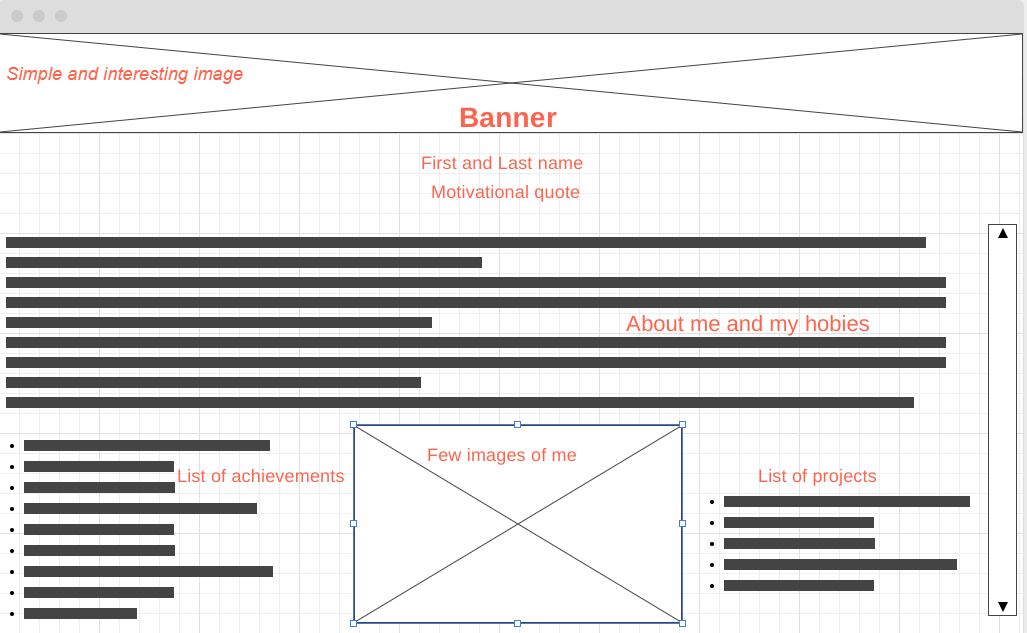 Simple and interesting image
Banner
First and Last name
Motivational quote
About me and my hobies
Few images of me
List of achievements
List of projects